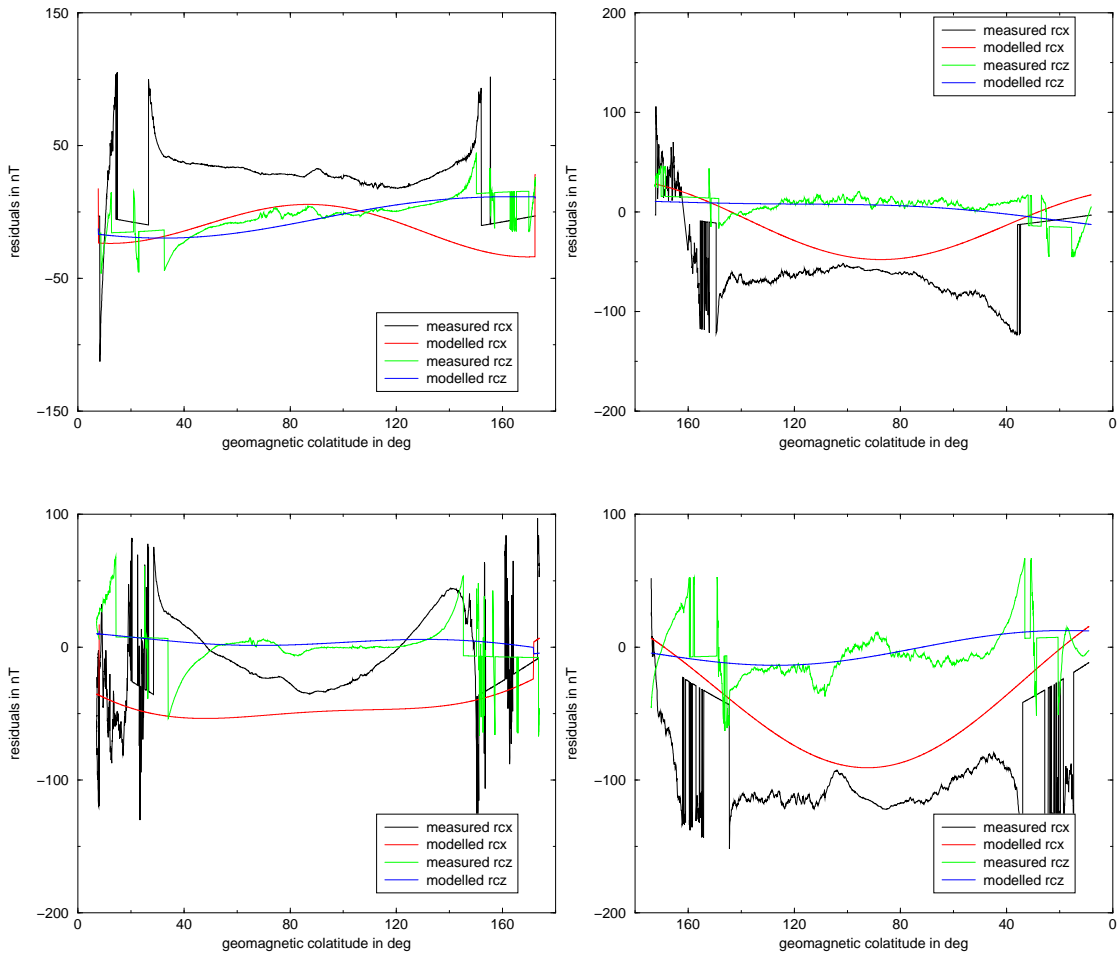 150
50
−50
−150
0
40
80
120
160
residuals in nT
geomagnetic colatitude in deg
measured rcx
modelled rcx
measured rcz
modelled rcz
200
100
0
−100
−200
160
120
80
40
0
residuals in nT
geomagnetic colatitude in deg
measured rcx
modelled rcx
measured rcz
modelled rcz
100
0
−100
−200
0
40
80
120
160
residuals in nT
geomagnetic colatitude in deg
measured rcx
modelled rcx
measured rcz
modelled rcz
100
0
−100
−200
160
120
80
40
0
residuals in nT
geomagnetic colatitude in deg
measured rcx
modelled rcx
measured rcz
modelled rcz